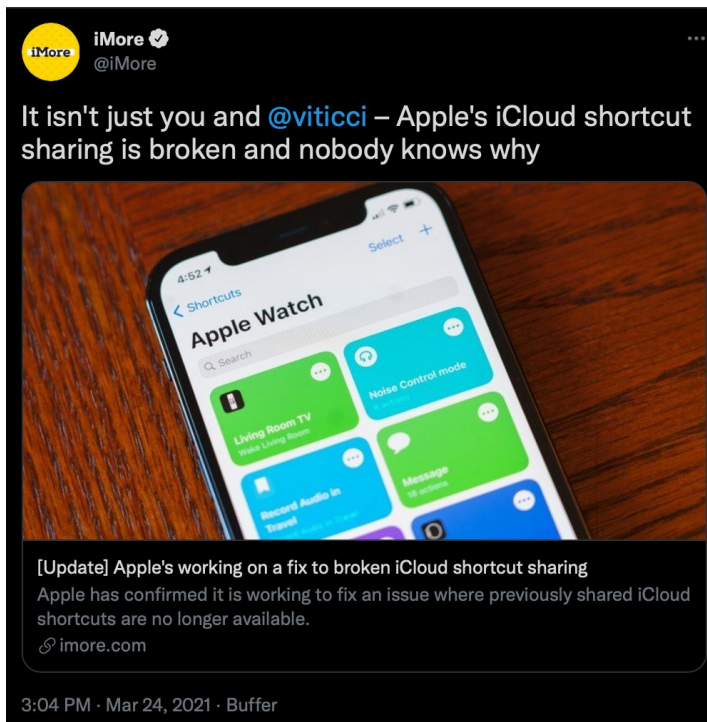 iMore
iMore
@iMore
It isn't just you and @viticci – Apple's iCloud shortcut
sharing is broken and nobody knows why
4:52
Select +
Shortcuts
Apple Watch
Search
Living Room TV
Wake Living Room
Noise Control mode
Record Audio in
Travel
Message
18 actions
[Update] Apple's working on a fix to broken iCloud shortcut sharing
Apple has confirmed it is working to fix an issue where previously shared iCloud
shortcuts are no longer available.
imore.com
3:04 PM · Mar 24, 2021 · Buffer